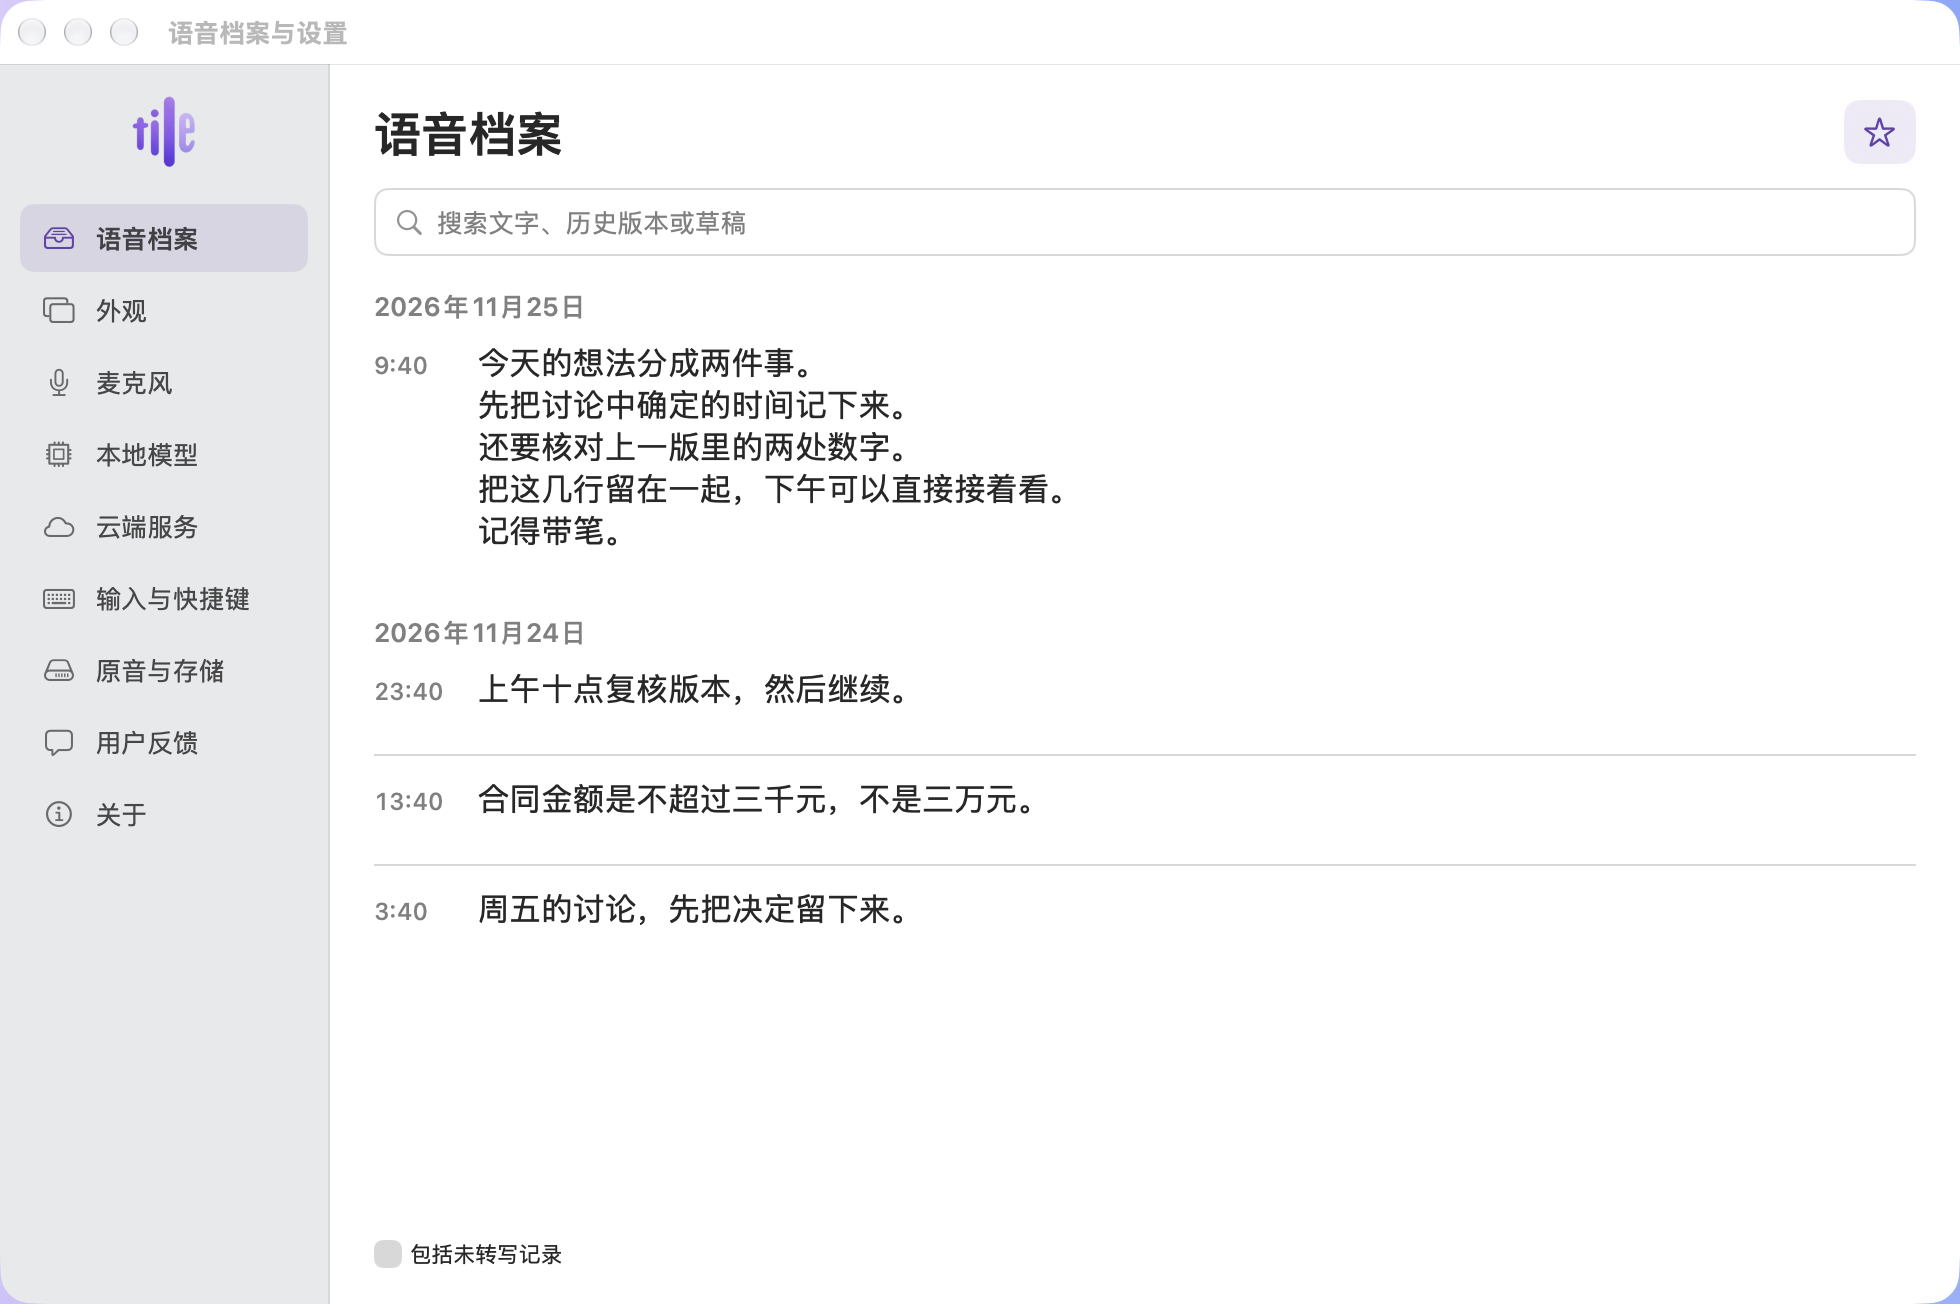 语音档案与设置
tile
语音档案
外观
麦克风
本地模型
云端服务
输入与快捷键
原音与存储
用户反馈
关于
语音档案
搜索文字、历史版本或草稿
2026年11月25日
9:40 今天的想法分成两件事。
先把讨论中确定的时间记下来。
还要核对上一版里的两处数字。
把这几行留在一起，下午可以直接接着看。
记得带笔。
2026年11月24日
23:40 上午十点复核版本，然后继续。
13:40 合同金额是不超过三千元，不是三万元。
3:40 周五的讨论，先把决定留下来。
包括未转写记录